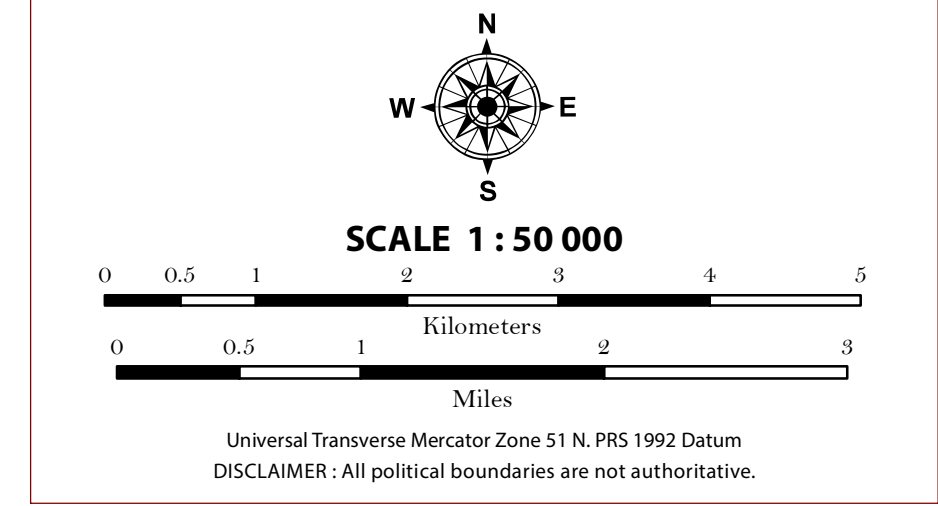 N
W E
S
SCALE 1 : 50 000
0 0.5 1 2 3 4 5
Kilometers
0 0.5 1 2 3
Miles
Universal Transverse Mercator Zone 51 N. PRS 1992 Datum
DISCLAIMER : All political boundaries are not authoritative.